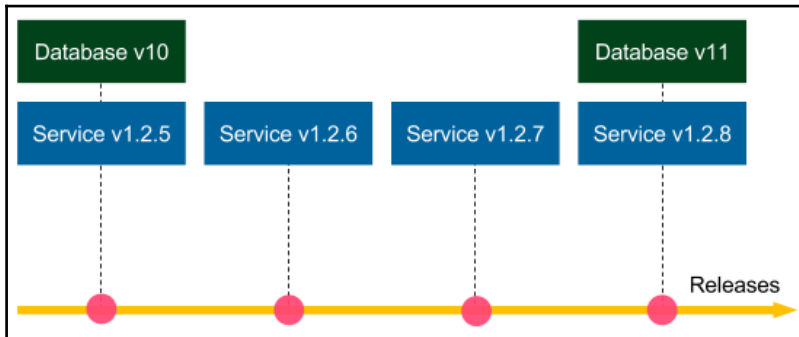 Database v10
Database v11
Service v1.2.5
Service v1.2.6
Service v1.2.7
Service v1.2.8
Releases